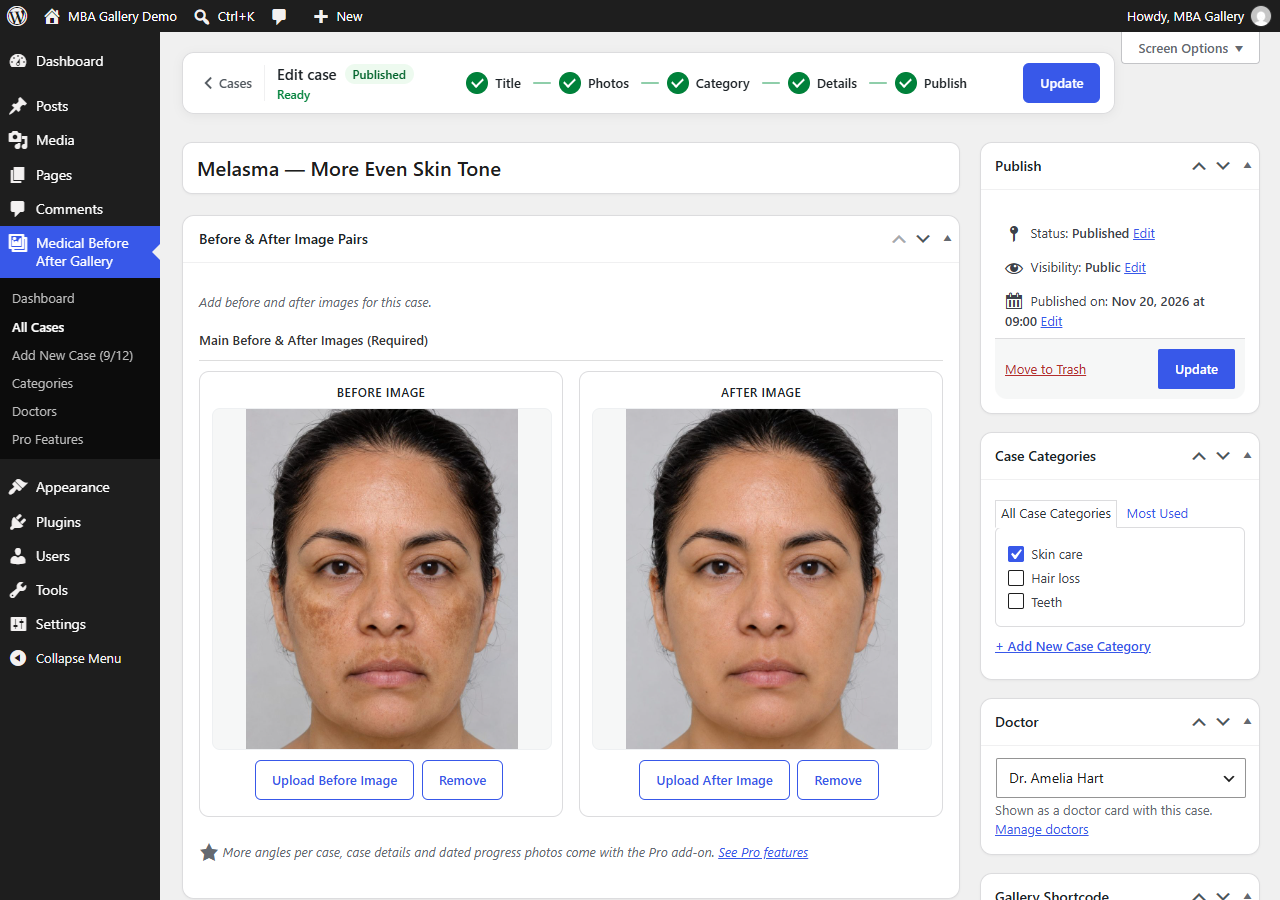 MBA Gallery Demo
Ctrl+K
New
Howdy, MBA Gallery
Screen Options
Dashboard
Posts
Media
Pages
Comments
Medical Before
After Gallery
Dashboard
All Cases
Add New Case (9/12)
Categories
Doctors
Pro Features
Appearance
Plugins
Users
Tools
Settings
Collapse Menu
Cases
Edit case
Published
Ready
Title
Photos
Category
Details
Publish
Update
Melasma — More Even Skin Tone
Before & After Image Pairs
Add before and after images for this case.
Main Before & After Images (Required)
BEFORE IMAGE
AFTER IMAGE
Upload Before Image
Remove
Upload After Image
Remove
More angles per case, case details and dated progress photos come with the Pro add-on. See Pro features
Publish
Status: Published Edit
Visibility: Public Edit
Published on: Nov 20, 2026 at
09:00 Edit
Move to Trash
Update
Case Categories
All Case Categories
Most Used
Skin care
Hair loss
Teeth
+ Add New Case Category
Doctor
Dr. Amelia Hart
Shown as a doctor card with this case.
Manage doctors
Gallery Shortcode